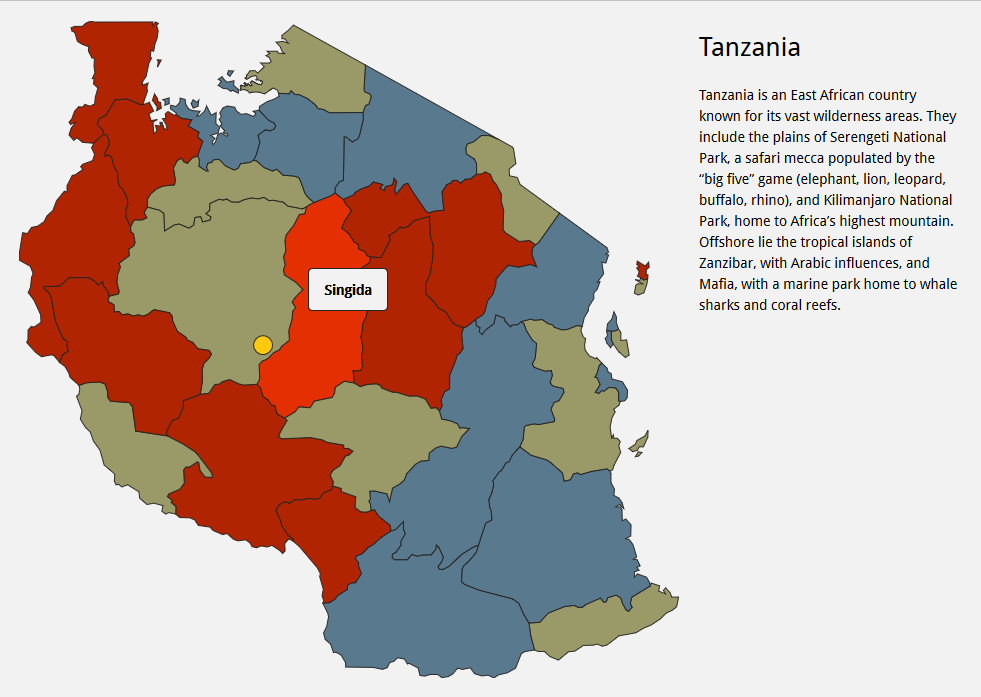 Tanzania
Tanzania is an East African country
known for its vast wilderness areas. They
include the plains of Serengeti National
Park, a safari mecca populated by the
“big five” game (elephant, lion, leopard,
buffalo, rhino), and Kilimanjaro National
Park, home to Africa’s highest mountain.
Offshore lie the tropical islands of
Zanzibar, with Arabic influences, and
Mafia, with a marine park home to whale
sharks and coral reefs.
Singida